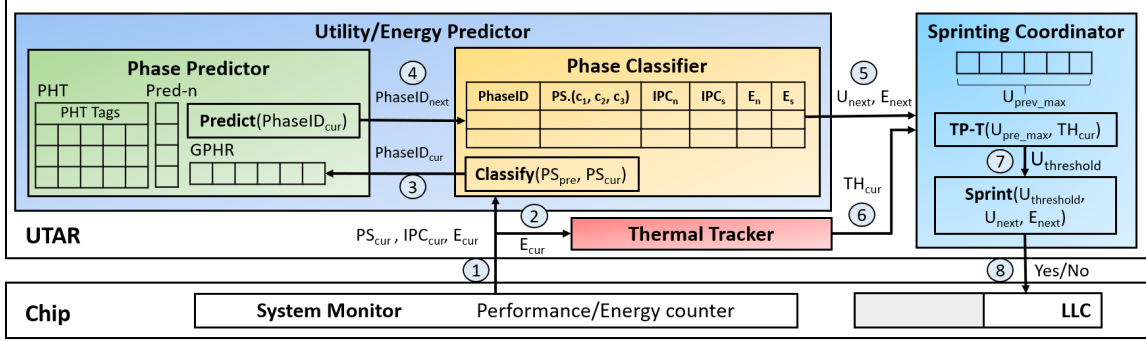 Utility/Energy Predictor
Sprinting Coordinator
Phase Predictor
PHT
Pred-n
PHT Tags
Predict(PhaseID_cur)
GPHR
4
PhaseID_next
PhaseID_cur
3
Phase Classifier
PhaseID PS.(c_1, c_2, c_3) IPC_n IPC_s E_n E_s
Classify(PS_pre, PS_cur)
5
U_next, E_next
U_prev_max
TP-T(U_pre_max, TH_cur)
7
U_threshold
Sprint(U_threshold,
U_next, E_next)
TH_cur
6
UTAR
PS_cur , IPC_cur, E_cur
2
E_cur
Thermal Tracker
1
8
Yes/No
Chip
System Monitor Performance/Energy counter
LLC